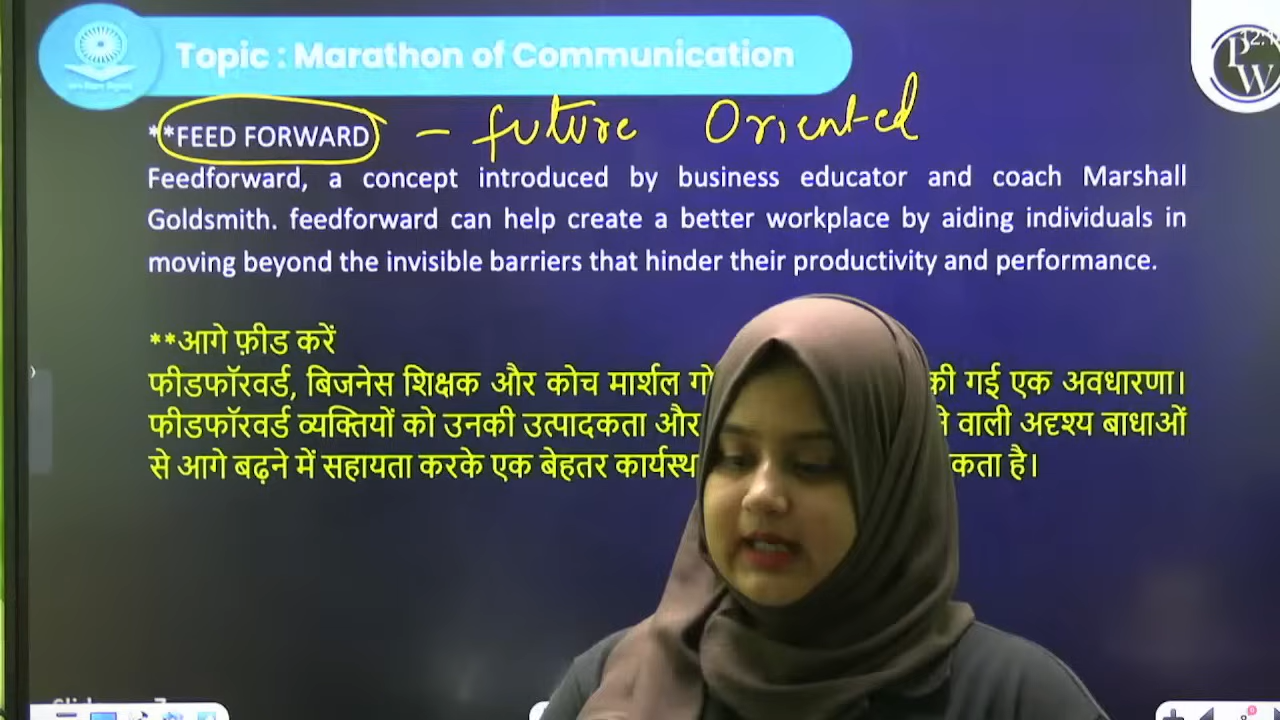 Topic : Marathon of Communication
PW
**FEED FORWARD – future Oriented
Feedforward, a concept introduced by business educator and coach Marshall
Goldsmith. feedforward can help create a better workplace by aiding individuals in
moving beyond the invisible barriers that hinder their productivity and performance.
**आगे फ़ीड करें
फीडफॉरवर्ड, बिजनेस शिक्षक और कोच मार्शल की गई एक अवधारणा।
फीडफॉरवर्ड व्यक्तियों को उनकी उत्पादकता और वाली अदृश्य बाधाओं
से आगे बढ़ने में सहायता करके एक बेहतर है।